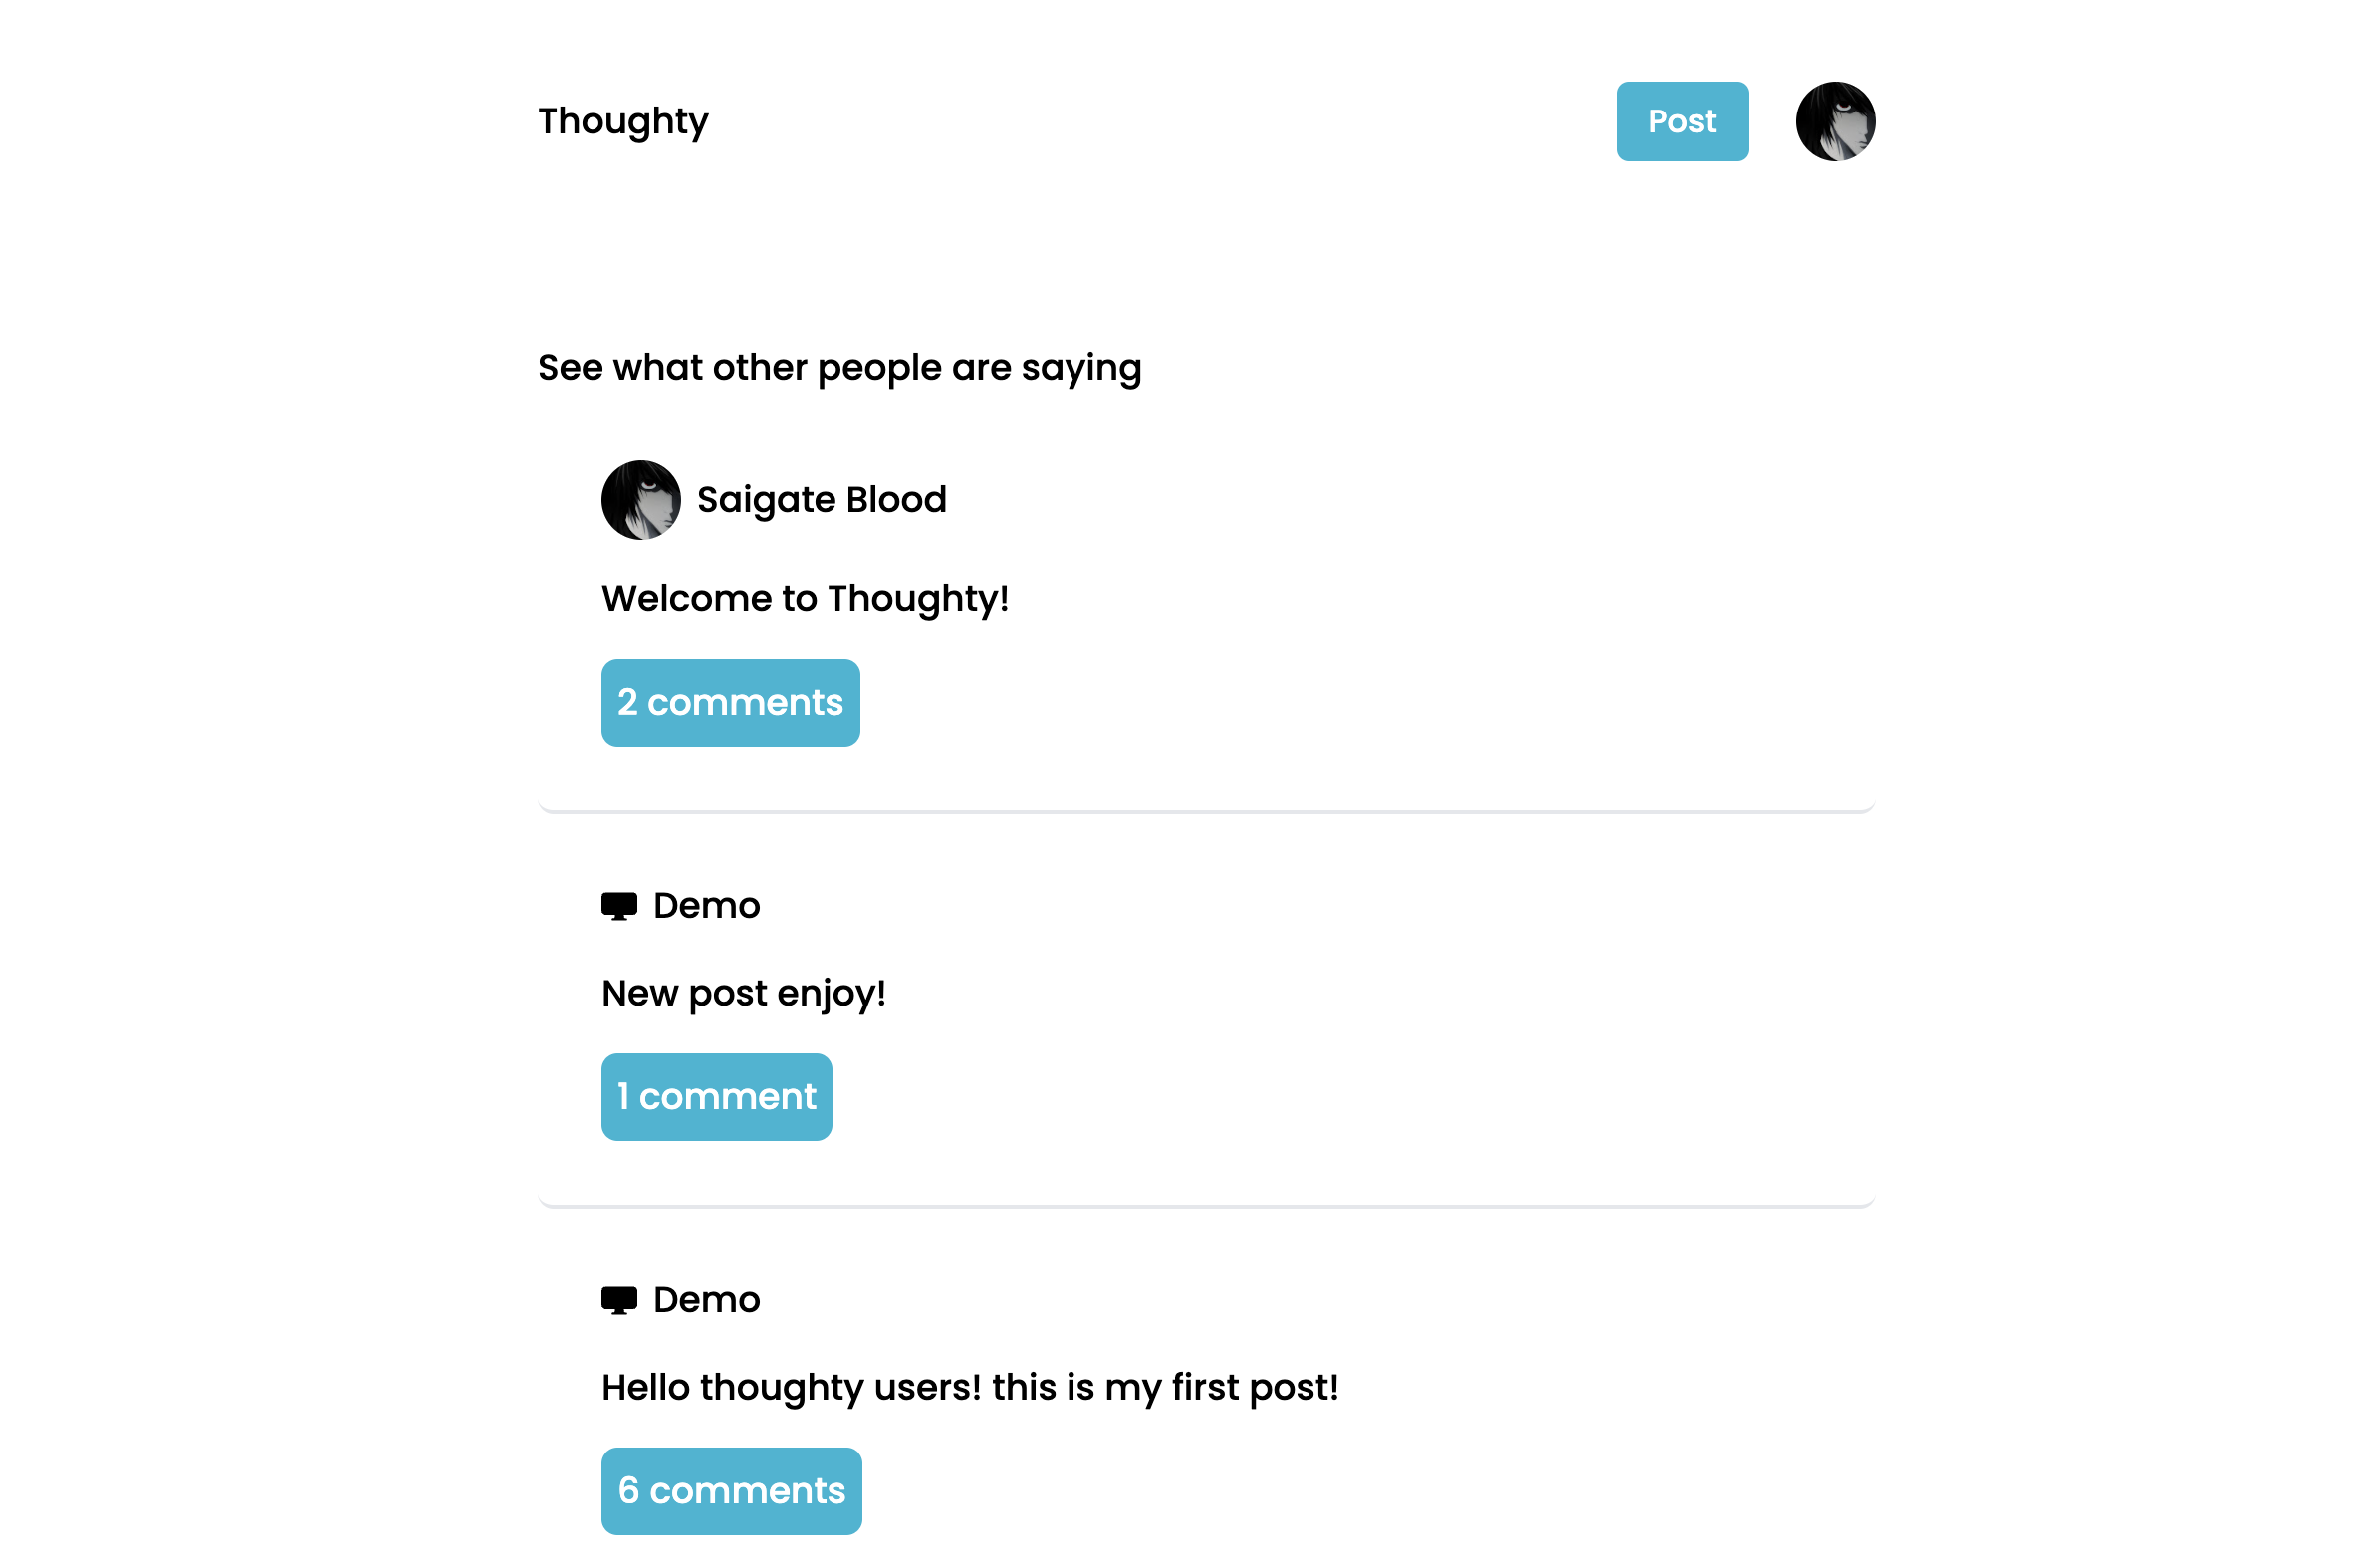 Thoughty
Post
See what other people are saying
Saigate Blood
Welcome to Thoughty!
2 comments
Demo
New post enjoy!
1 comment
Demo
Hello thoughty users! this is my first post!
6 comments